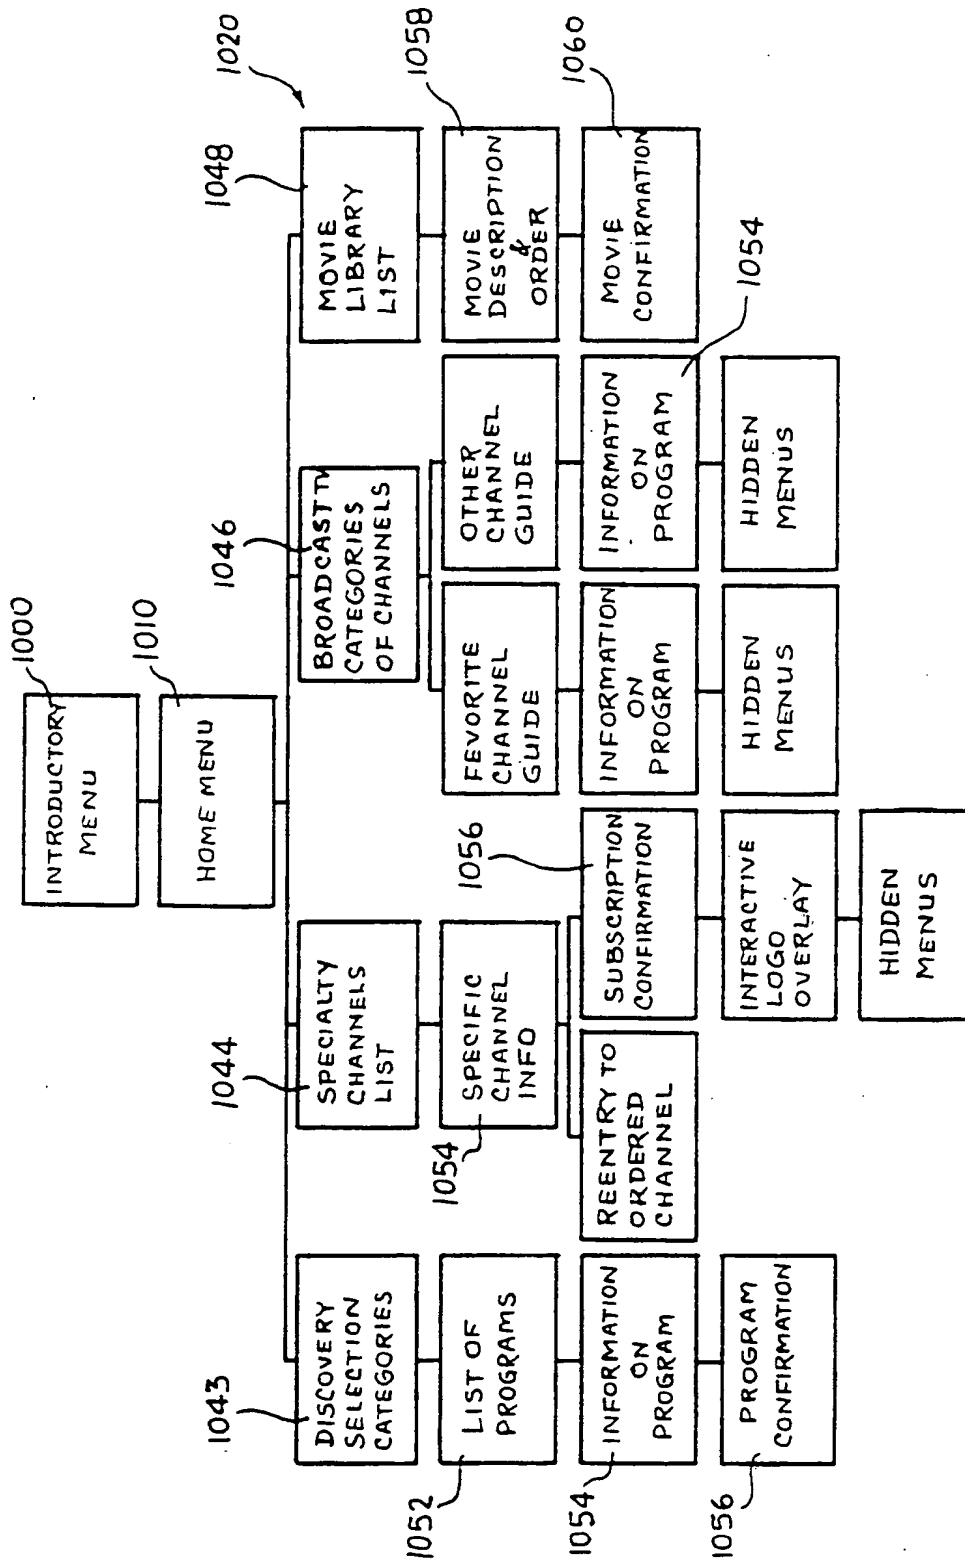 1000
INTRODUCTORY
MENU
1010
HOME MENU
1020
1043
DISCOVERY
SELECTION
CATEGORIES
1044
SPECIALTY
CHANNELS
LIST
1046
BROADCAST TV
CATEGORIES
OF CHANNELS
1048
MOVIE
LIBRARY
LIST
1052
LIST OF
PROGRAMS
1054
SPECIFIC
CHANNEL
INFO
FEVORITE
CHANNEL
GUIDE
OTHER
CHANNEL
GUIDE
1058
MOVIE
DESCRIPTION
&
ORDER
1054
INFORMATION
ON
PROGRAM
REENTRY TO
ORDERED
CHANNEL
1056
SUBSCRIPTION
CONFIRMATION
INFORMATION
ON
PROGRAM
INFORMATION
ON
PROGRAM
1054
1060
MOVIE
CONFIRMATION
1056
PROGRAM
CONFIRMATION
INTERACTIVE
LOGO
OVERLAY
HIDDEN
MENUS
HIDDEN
MENUS
HIDDEN
MENUS